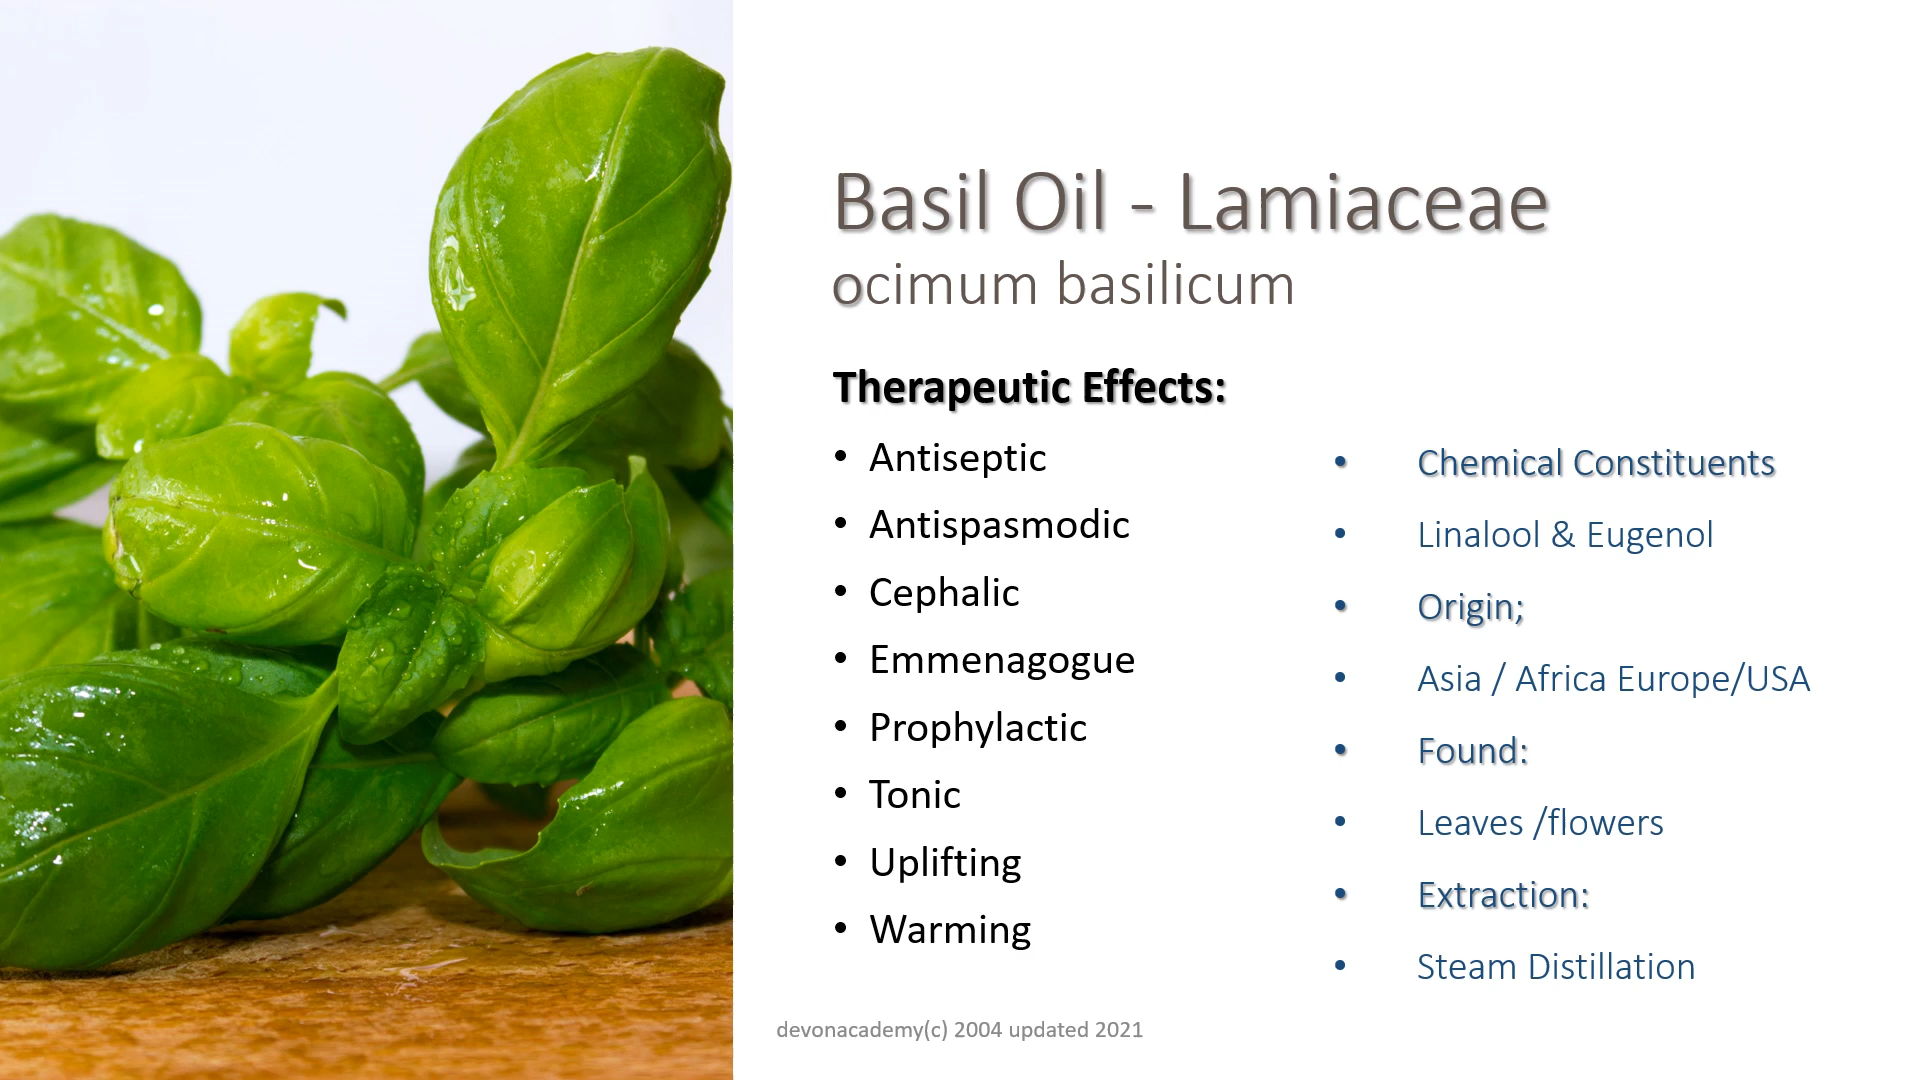 Basil Oil - Lamiaceae
ocimum basilicum
Therapeutic Effects:
• Antiseptic
• Antispasmodic
• Cephalic
• Emmenagogue
• Prophylactic
• Tonic
• Uplifting
• Warming
• Chemical Constituents
• Linalool & Eugenol
• Origin;
• Asia / Africa Europe/USA
• Found:
• Leaves /flowers
• Extraction:
• Steam Distillation
devonacademy(c) 2004 updated 2021